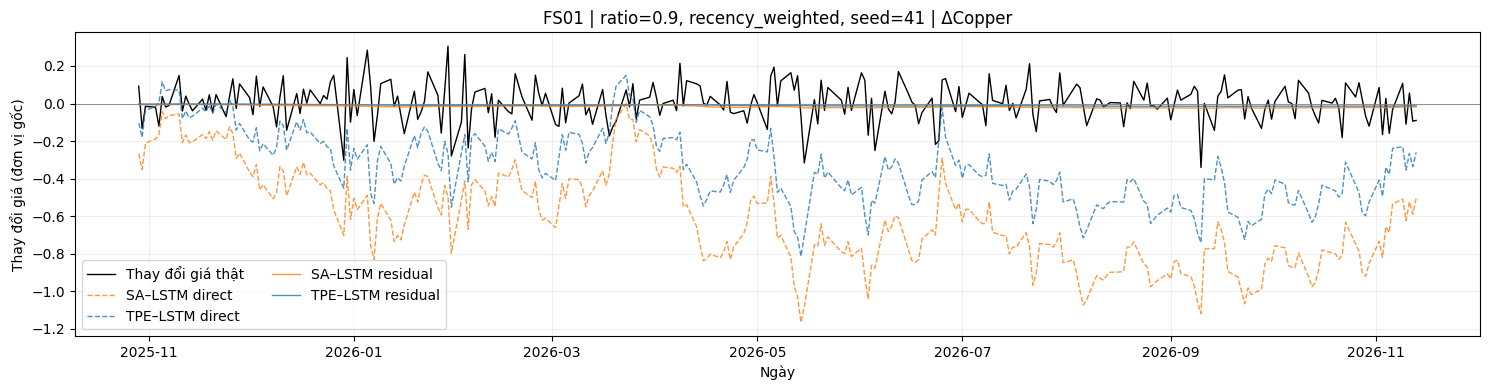 FS01 | ratio=0.9, recency_weighted, seed=41 | ΔCopper
Thay đổi giá (đơn vị gốc)
0.2
0.0
−0.2
−0.4
−0.6
−0.8
−1.0
−1.2
Thay đổi giá thật
SA–LSTM direct
TPE–LSTM direct
SA–LSTM residual
TPE–LSTM residual
2025-11
2026-01
2026-03
2026-05
2026-07
2026-09
2026-11
Ngày